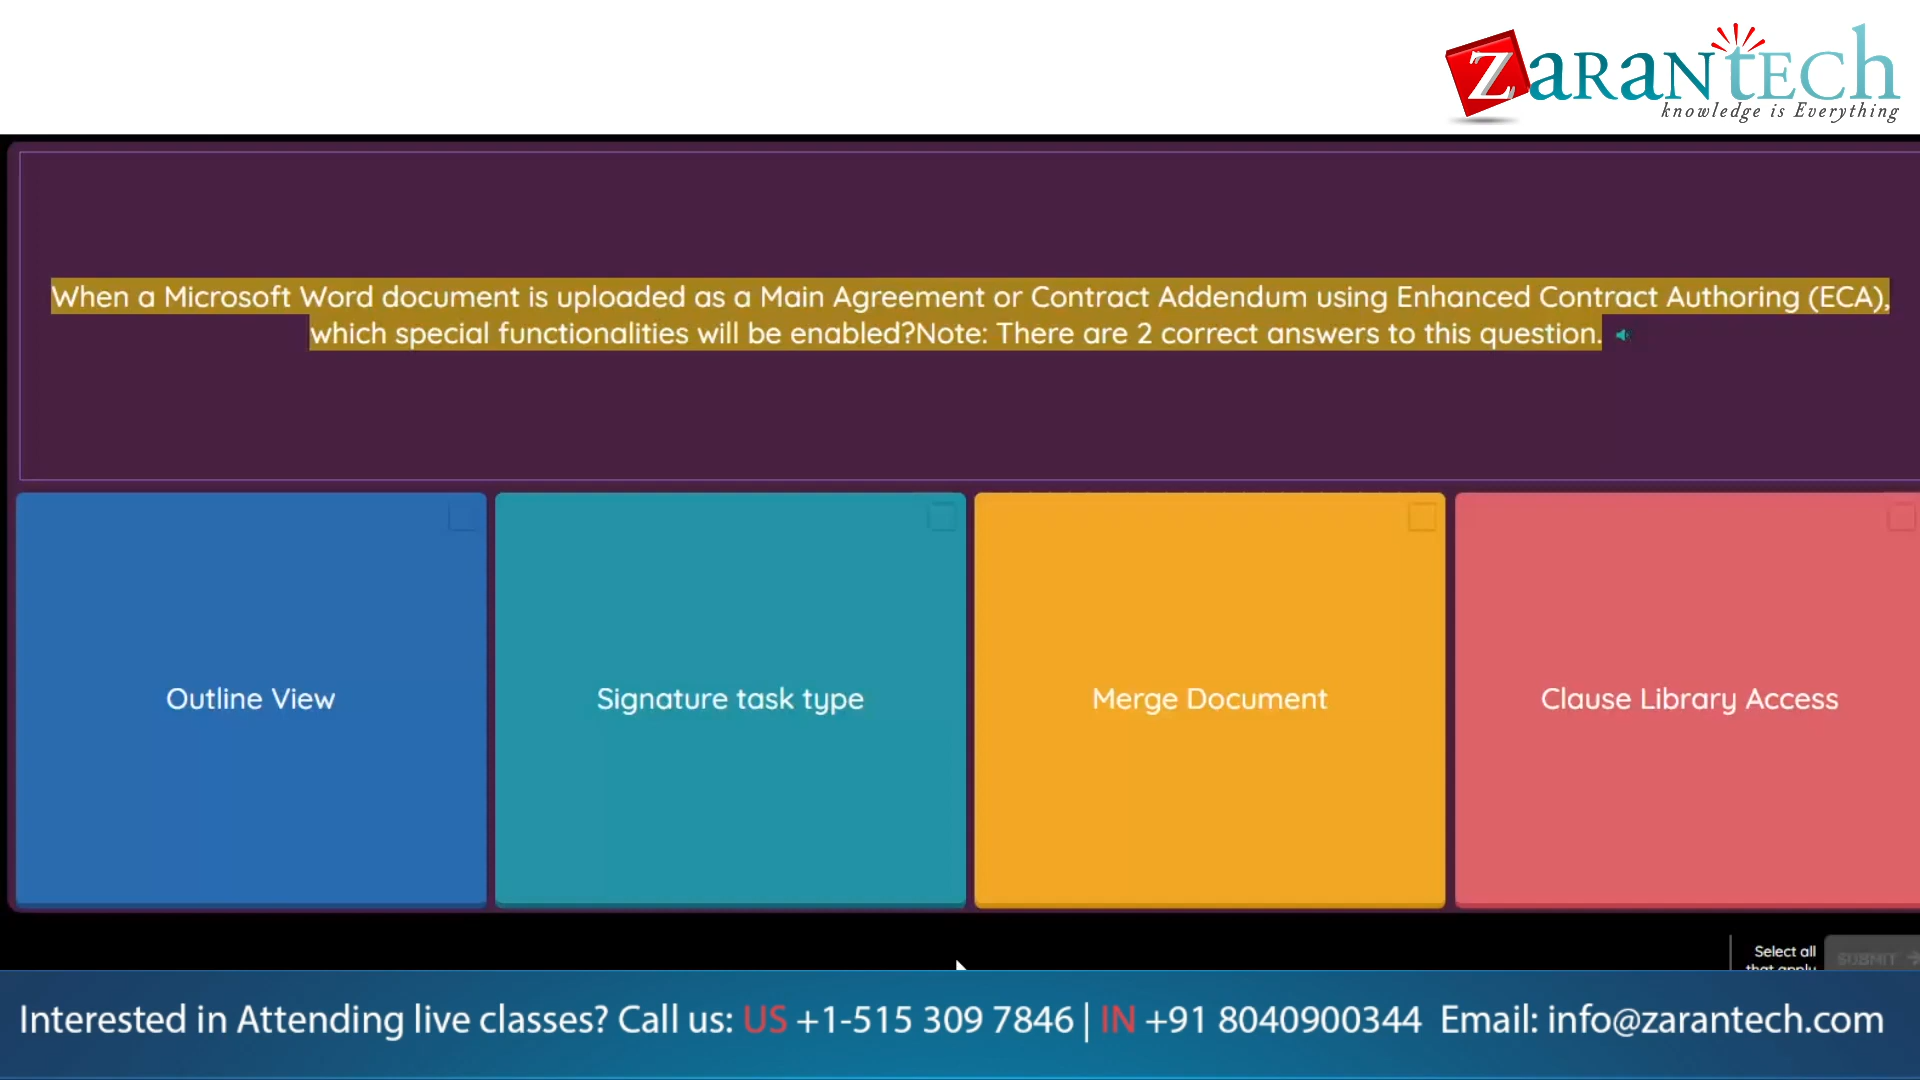 ZaranTech
knowledge is Everything
When a Microsoft Word document is uploaded as a Main Agreement or Contract Addendum using Enhanced Contract Authoring (ECA),
which special functionalities will be enabled?Note: There are 2 correct answers to this question.
Outline View
Signature task type
Merge Document
Clause Library Access
Select all
that apply
SUBMIT
Interested in Attending live classes? Call us: US +1-515 309 7846 | IN +91 8040900344 Email: info@zarantech.com